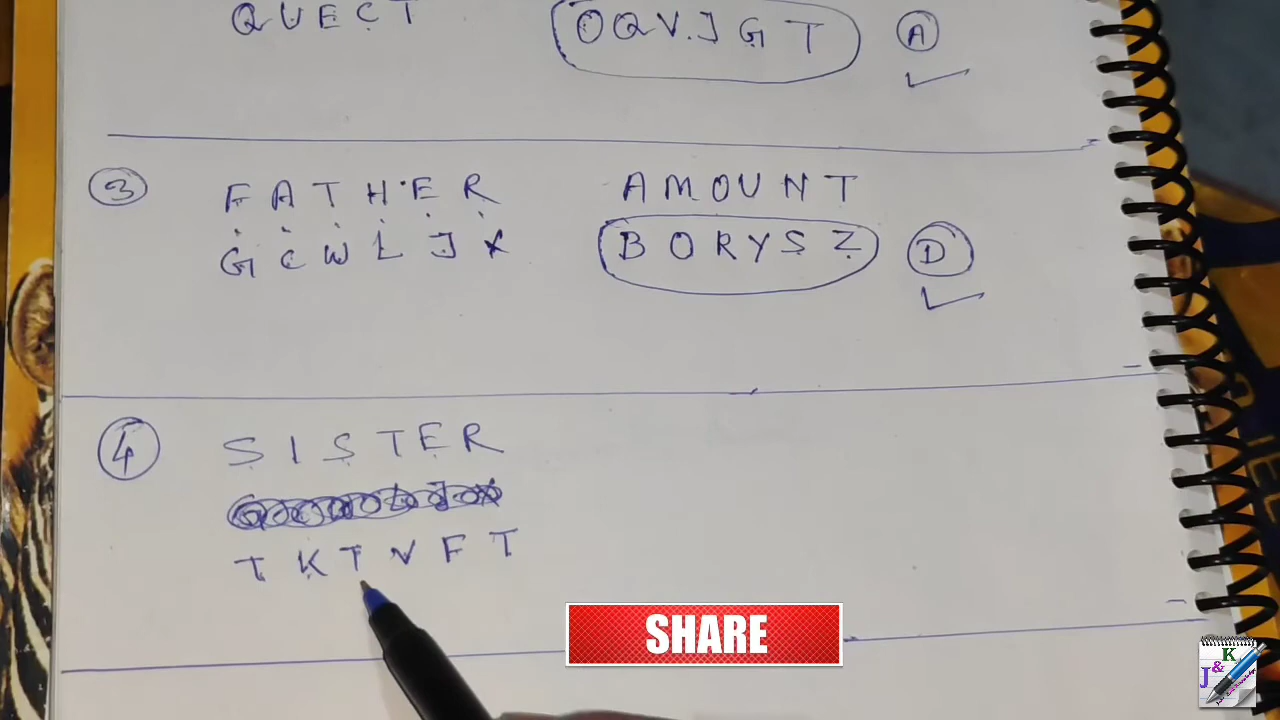 QUECT OQVJGT A
3 FATHER AMOUNT
GCWLJX BORYSZ D
4 SISTER
TKTVFT
SHARE
J&K